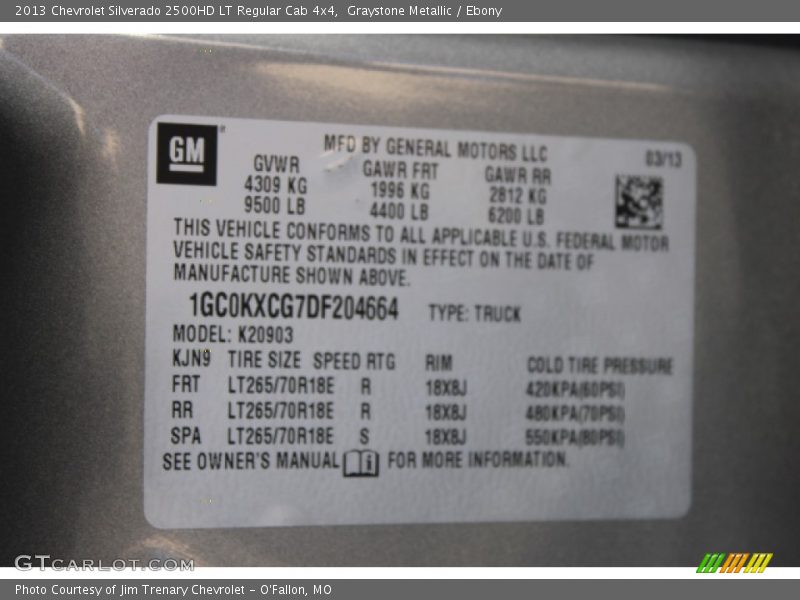 2013 Chevrolet Silverado 2500HD LT Regular Cab 4x4, Graystone Metallic / Ebony
GM
MFD BY GENERAL MOTORS LLC 03/13
GVWR GAWR FRT GAWR RR
4309 KG 1996 KG 2812 KG
9500 LB 4400 LB 6200 LB
THIS VEHICLE CONFORMS TO ALL APPLICABLE U.S. FEDERAL MOTOR
VEHICLE SAFETY STANDARDS IN EFFECT ON THE DATE OF
MANUFACTURE SHOWN ABOVE.
1GC0KXCG7DF204664 TYPE: TRUCK
MODEL: K20903
KJN9 TIRE SIZE SPEED RTG RIM COLD TIRE PRESSURE
FRT LT265/70R18E R 18X8J 420KPA(60PSI)
RR LT265/70R18E R 18X8J 480KPA(70PSI)
SPA LT265/70R18E S 18X8J 550KPA(80PSI)
SEE OWNER'S MANUAL i FOR MORE INFORMATION.
GTcarlot.com
Photo Courtesy of Jim Trenary Chevrolet - O'Fallon, MO